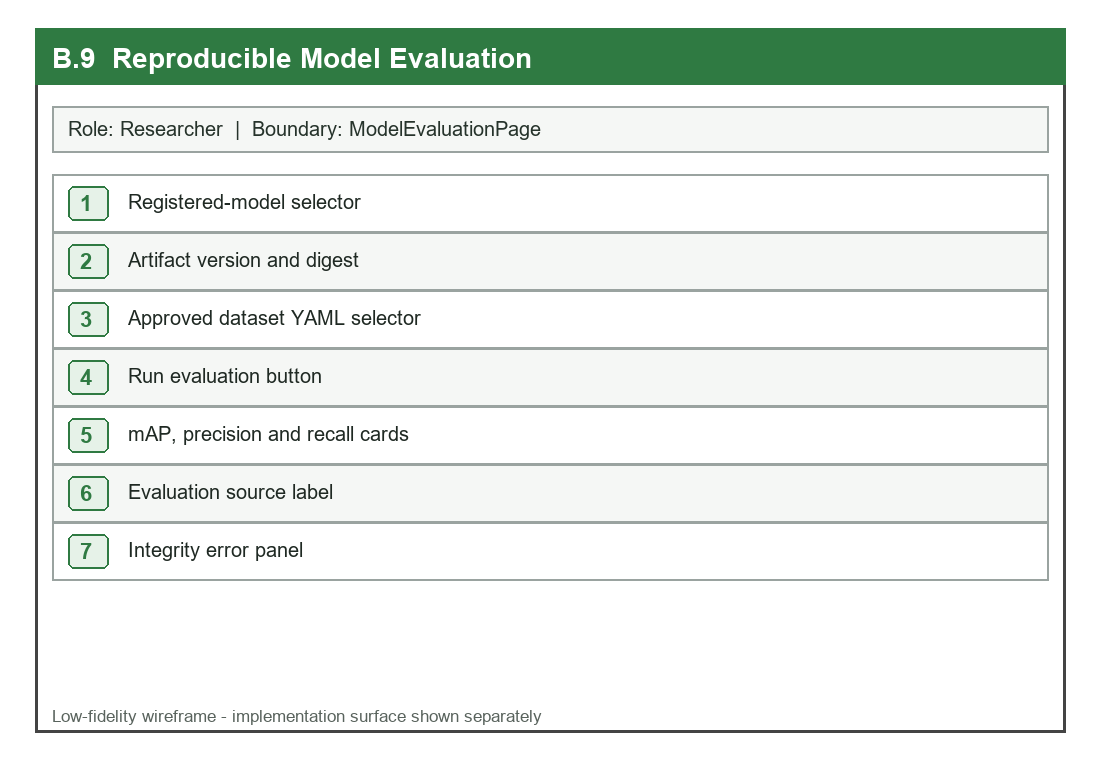 B.9 Reproducible Model Evaluation
Role: Researcher | Boundary: ModelEvaluationPage
1 Registered-model selector
2 Artifact version and digest
3 Approved dataset YAML selector
4 Run evaluation button
5 mAP, precision and recall cards
6 Evaluation source label
7 Integrity error panel
Low-fidelity wireframe - implementation surface shown separately